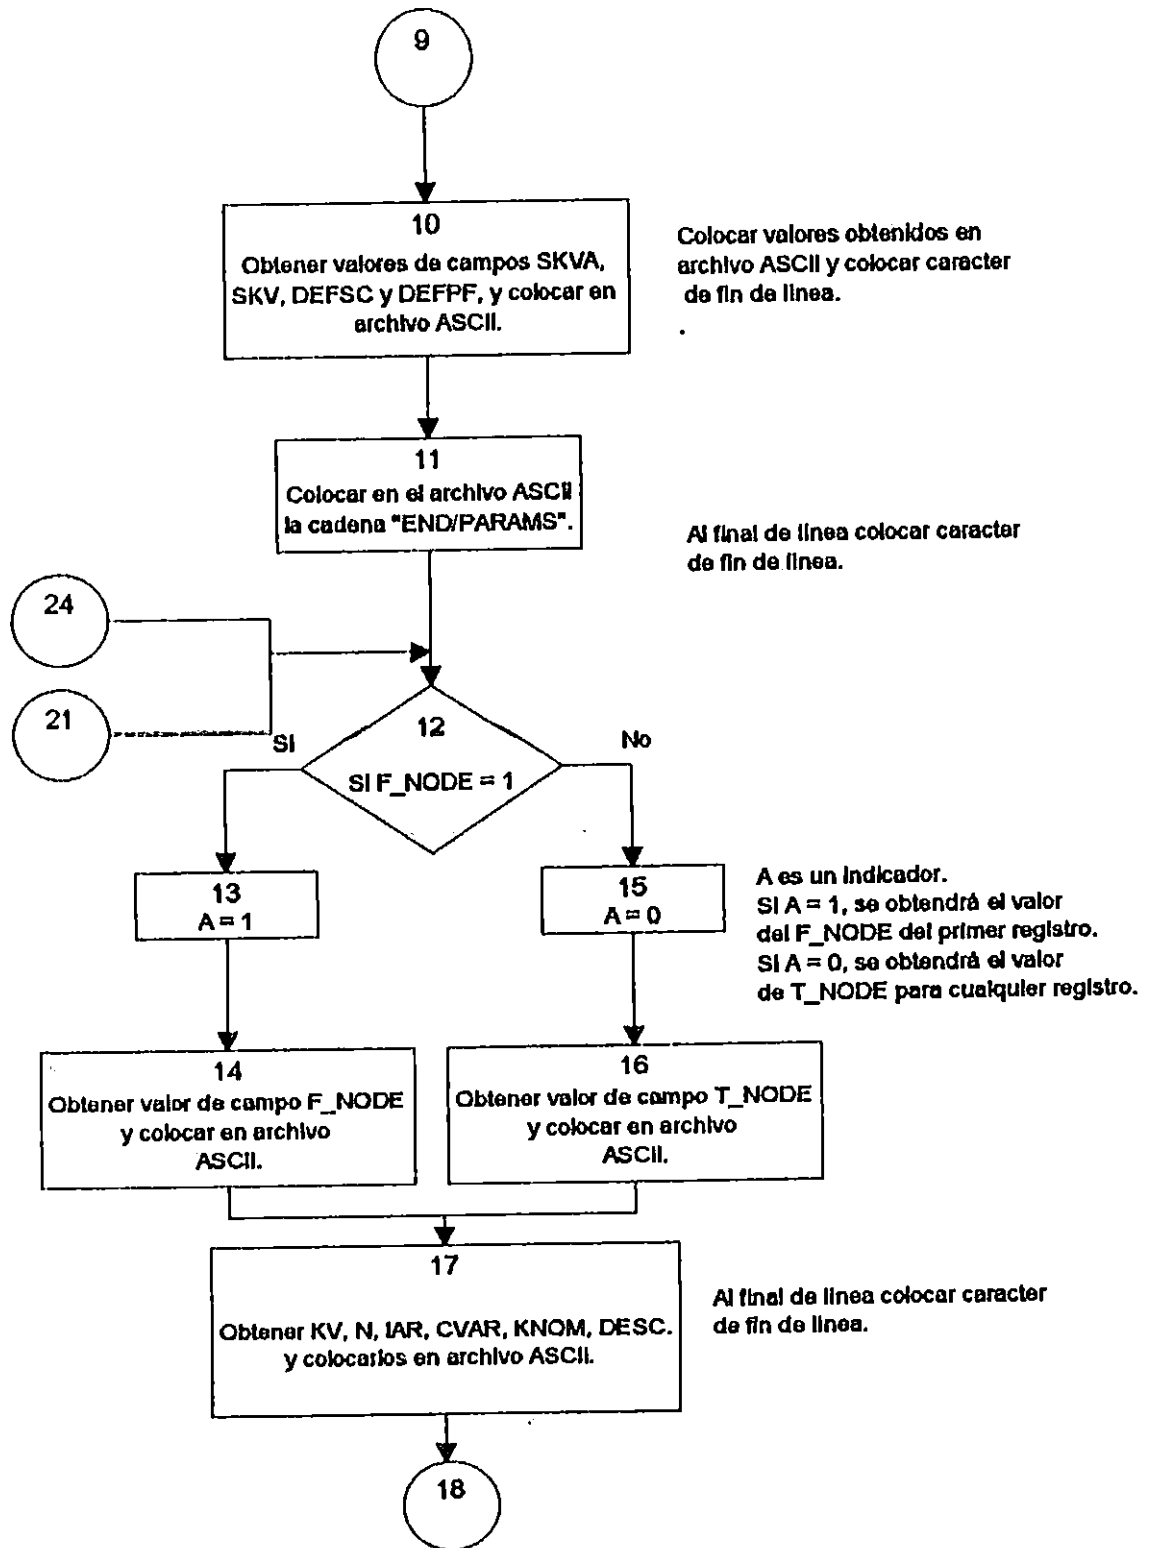 9
10
Obtener valores de campos SKVA,
SKV, DEFSC y DEFPF, y colocar en
archivo ASCII.
Colocar valores obtenidos en
archivo ASCII y colocar caracter
de fin de linea.
11
Colocar en el archivo ASCII
la cadena "END/PARAMS".
Al final de linea colocar caracter
de fin de linea.
24
21
12
SI F_NODE = 1
SI
No
13
A = 1
15
A = 0
A es un Indicador.
SI A = 1, se obtendrá el valor
del F_NODE del primer registro.
SI A = 0, se obtendrá el valor
de T_NODE para cualquier registro.
14
Obtener valor de campo F_NODE
y colocar en archivo
ASCII.
16
Obtener valor de campo T_NODE
y colocar en archivo
ASCII.
17
Obtener KV, N, IAR, CVAR, KNOM, DESC.
y colocarlos en archivo ASCII.
Al final de linea colocar caracter
de fin de linea.
18